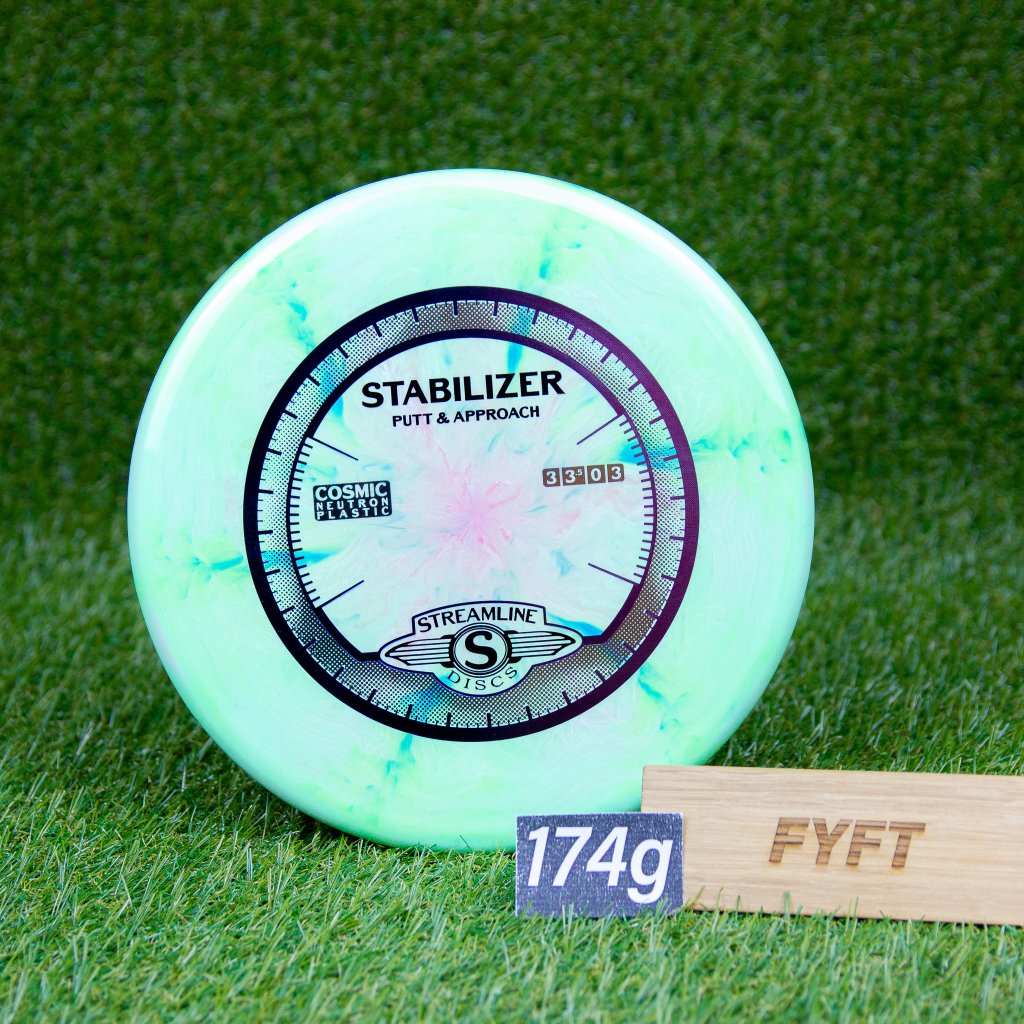 STABILIZER
PUTT & APPROACH
COSMIC
NEUTRON
PLASTIC
3 3.5 0 3
STREAMLINE
S
DISCS
174g
FYFT